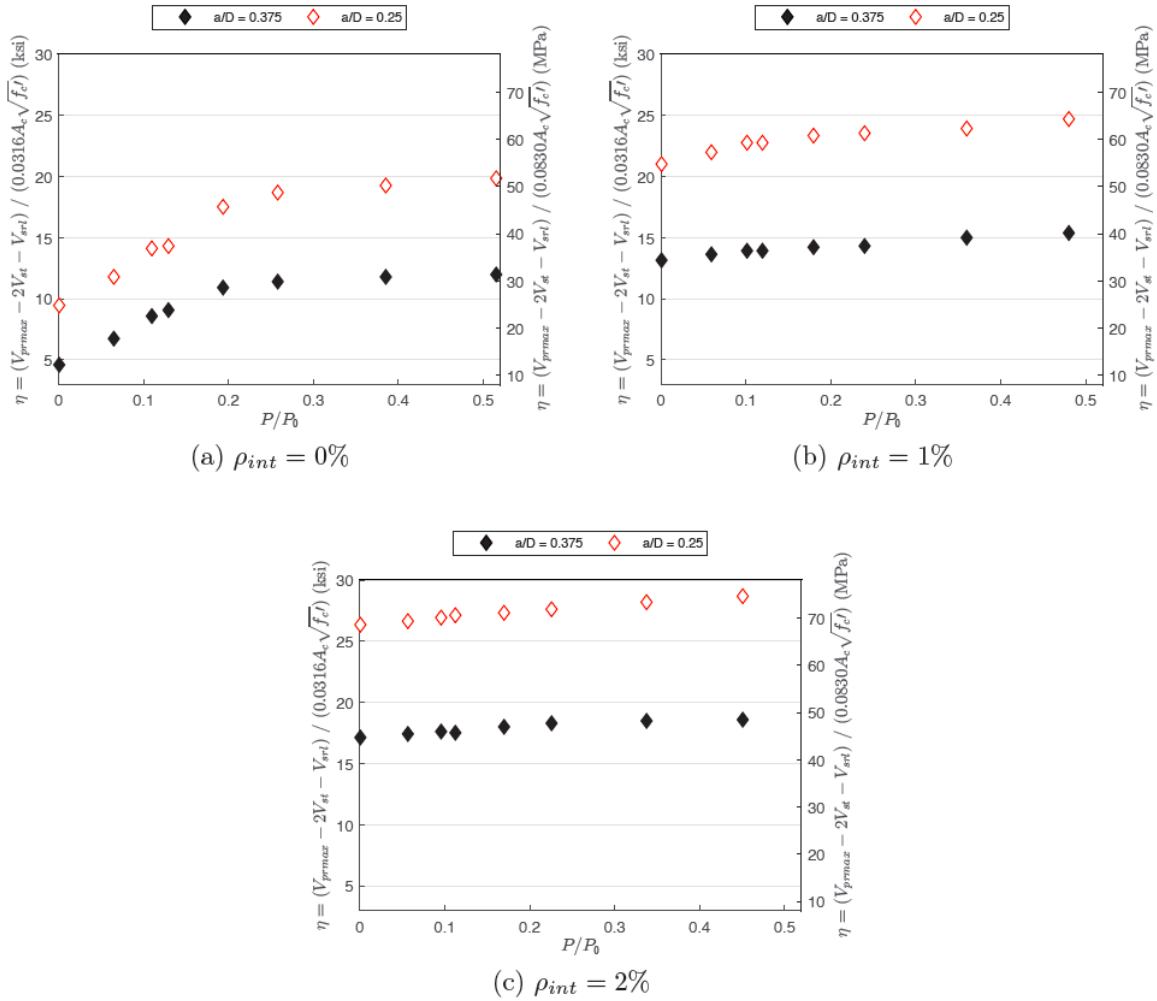 a/D = 0.375 a/D = 0.25
η = (V_prmax − 2V_st − V_srl) / (0.0316A_c√f_c′) (ksi)
30
25
20
15
10
5
η = (V_prmax − 2V_st − V_srl) / (0.0830A_c√f_c′) (MPa)
70
60
50
40
30
20
10
0 0.1 0.2 0.3 0.4 0.5
P/P₀
(a) ρ_int = 0%
a/D = 0.375 a/D = 0.25
η = (V_prmax − 2V_st − V_srl) / (0.0316A_c√f_c′) (ksi)
30
25
20
15
10
5
η = (V_prmax − 2V_st − V_srl) / (0.0830A_c√f_c′) (MPa)
70
60
50
40
30
20
10
0 0.1 0.2 0.3 0.4 0.5
P/P₀
(b) ρ_int = 1%
a/D = 0.375 a/D = 0.25
η = (V_prmax − 2V_st − V_srl) / (0.0316A_c√f_c′) (ksi)
30
25
20
15
10
5
η = (V_prmax − 2V_st − V_srl) / (0.0830A_c√f_c′) (MPa)
70
60
50
40
30
20
10
0 0.1 0.2 0.3 0.4 0.5
P/P₀
(c) ρ_int = 2%